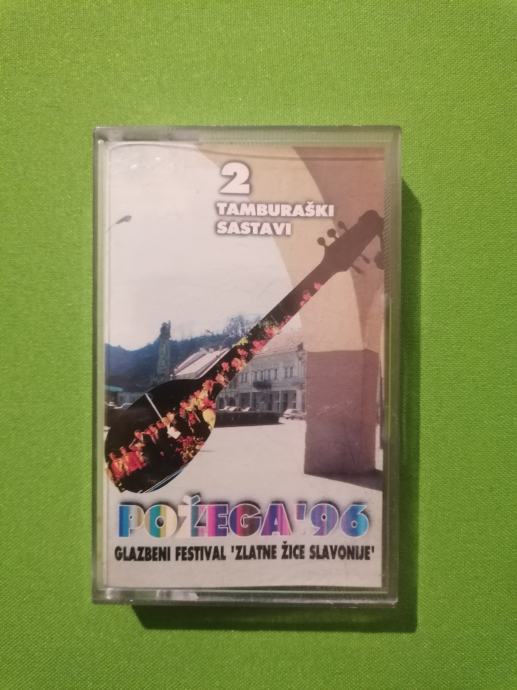 2
TAMBURAŠKI
SASTAVI
POŽEGA'96
GLAZBENI FESTIVAL 'ZLATNE ŽICE SLAVONIJE'